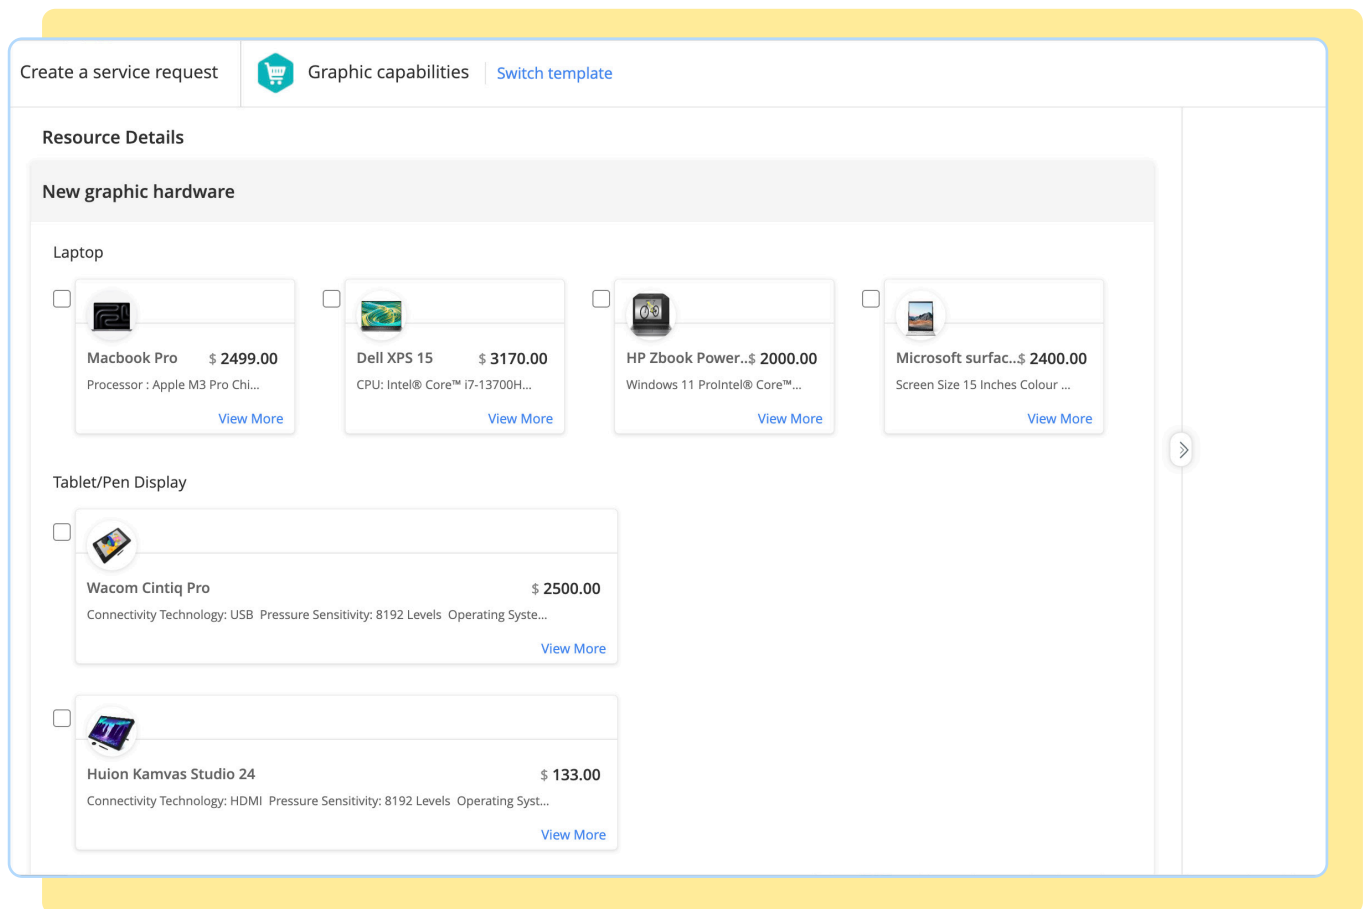 Create a service request
Graphic capabilities
Switch template
Resource Details
New graphic hardware
Laptop
Macbook Pro $ 2499.00
Processor : Apple M3 Pro Chi...
View More
Dell XPS 15 $ 3170.00
CPU: Intel® Core™ i7-13700H...
View More
HP Zbook Power..$ 2000.00
Windows 11 ProIntel® Core™...
View More
Microsoft surfac..$ 2400.00
Screen Size 15 Inches Colour ...
View More
Tablet/Pen Display
Wacom Cintiq Pro $ 2500.00
Connectivity Technology: USB Pressure Sensitivity: 8192 Levels Operating Syste...
View More
Huion Kamvas Studio 24 $ 133.00
Connectivity Technology: HDMI Pressure Sensitivity: 8192 Levels Operating Syst...
View More